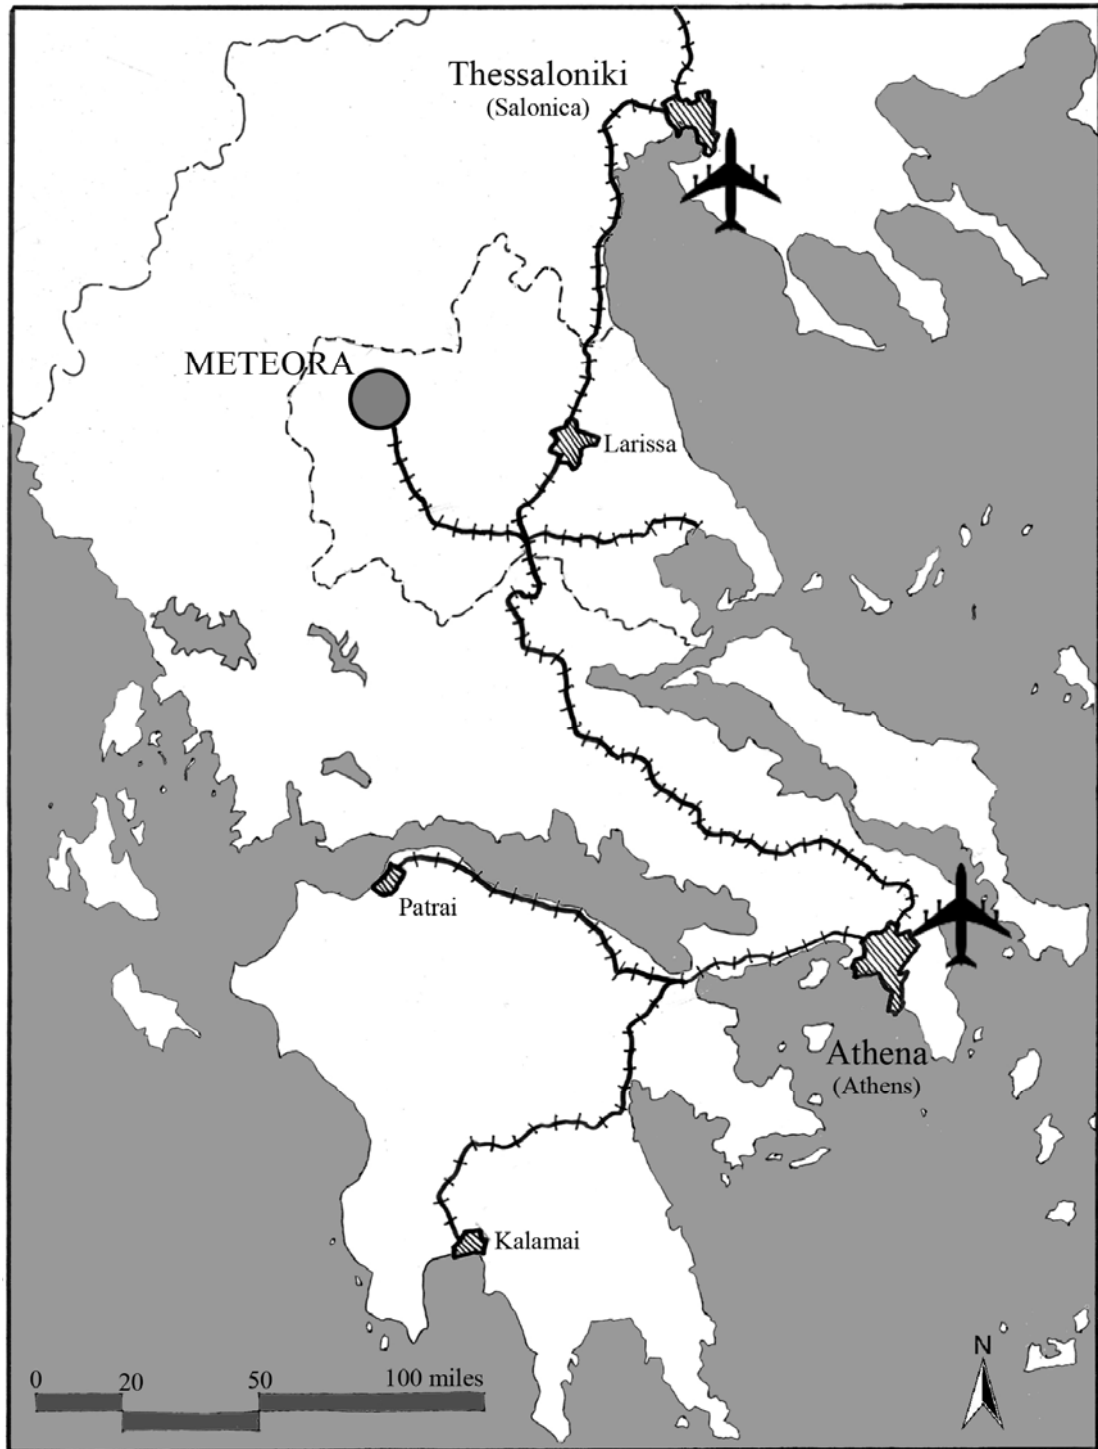 Thessaloniki
(Salonica)
METEORA
Larissa
Patrai
Athena
(Athens)
Kalamai
0 20 50 100 miles
N